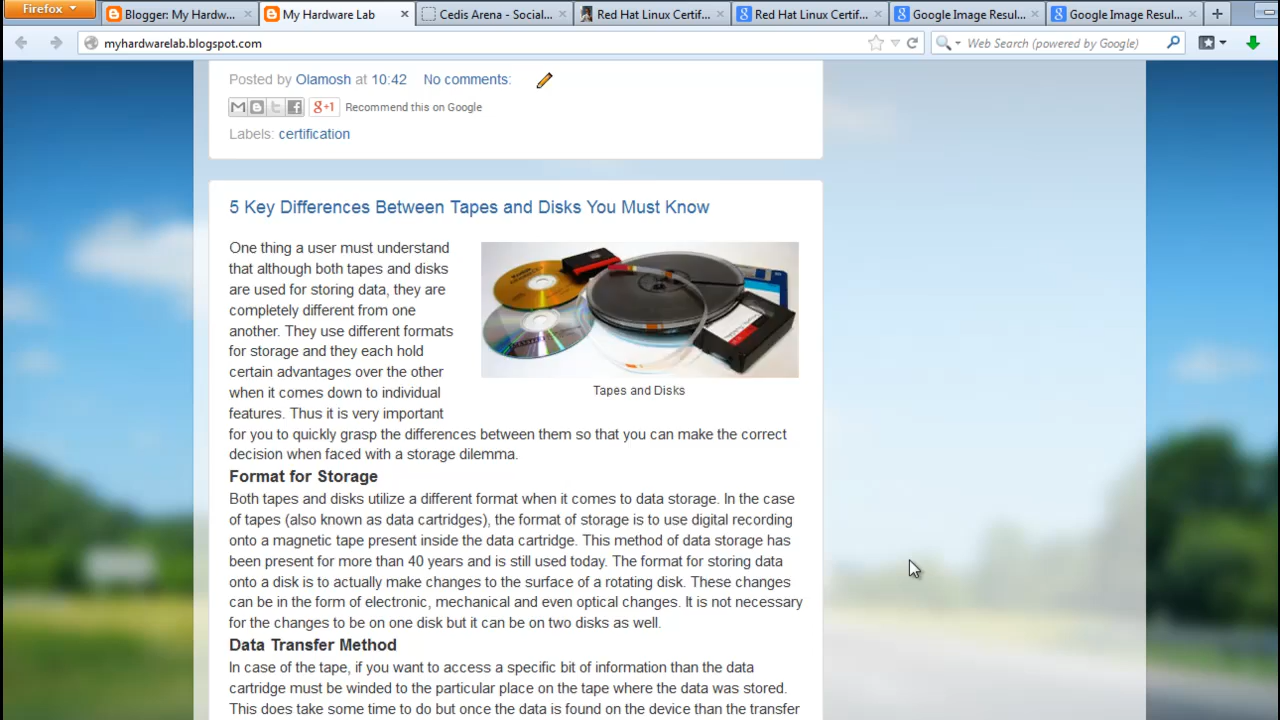 Firefox
Blogger: My Hardw...
My Hardware Lab
Cedis Arena - Social...
Red Hat Linux Certif...
Red Hat Linux Certif...
Google Image Resul...
Google Image Resul...
myhardwarelab.blogspot.com
Web Search (powered by Google)
Posted by Olamosh at 10:42 No comments:
g+1 Recommend this on Google
Labels: certification
5 Key Differences Between Tapes and Disks You Must Know
One thing a user must understand
that although both tapes and disks
are used for storing data, they are
completely different from one
another. They use different formats
for storage and they each hold
certain advantages over the other
when it comes down to individual
features. Thus it is very important
for you to quickly grasp the differences between them so that you can make the correct
decision when faced with a storage dilemma.
Tapes and Disks
Format for Storage
Both tapes and disks utilize a different format when it comes to data storage. In the case
of tapes (also known as data cartridges), the format of storage is to use digital recording
onto a magnetic tape present inside the data cartridge. This method of data storage has
been present for more than 40 years and is still used today. The format for storing data
onto a disk is to actually make changes to the surface of a rotating disk. These changes
can be in the form of electronic, mechanical and even optical changes. It is not necessary
for the changes to be on one disk but it can be on two disks as well.
Data Transfer Method
In case of the tape, if you want to access a specific bit of information than the data
cartridge must be winded to the particular place on the tape where the data was stored.
This does take some time to do but once the data is found on the device than the transfer